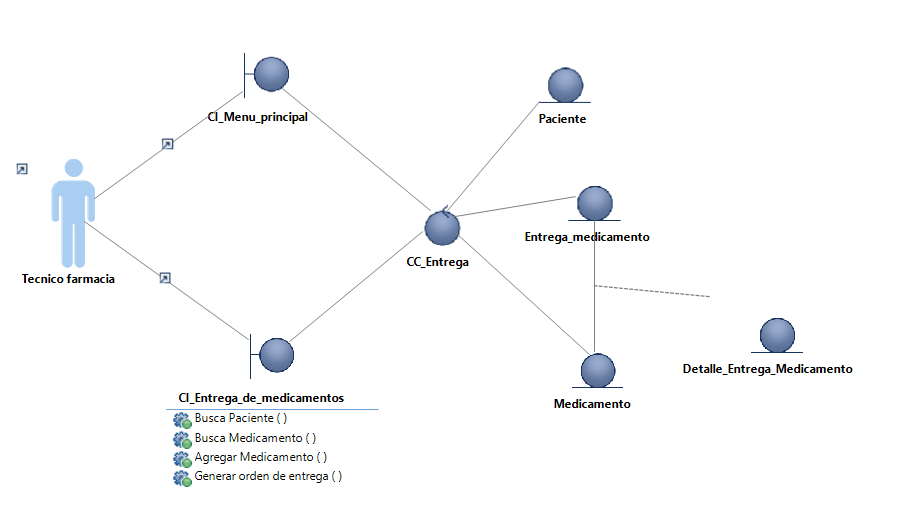 CI_Menu_principal
Paciente
Entrega_medicamento
CC_Entrega
Tecnico farmacia
Detalle_Entrega_Medicamento
Medicamento
CI_Entrega_de_medicamentos
Busca Paciente ( )
Busca Medicamento ( )
Agregar Medicamento ( )
Generar orden de entrega ( )